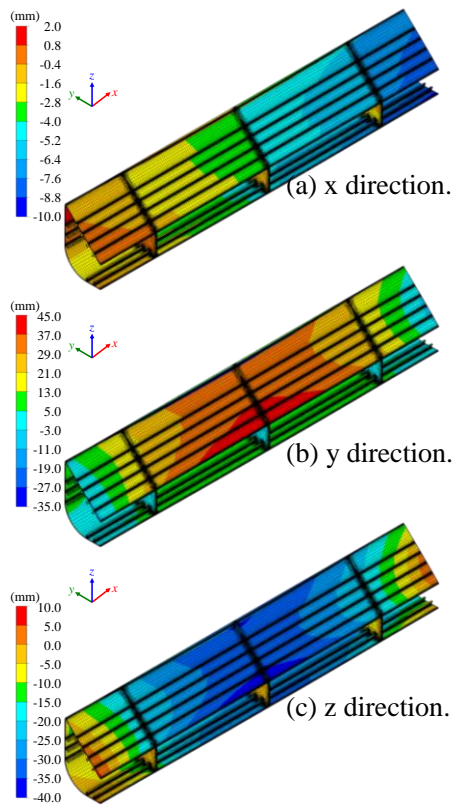 (mm)
2.0
0.8
-0.4
-1.6
-2.8
-4.0
-5.2
-6.4
-7.6
-8.8
-10.0
z
y
x
(a) x direction.
(mm)
45.0
37.0
29.0
21.0
13.0
5.0
-3.0
-11.0
-19.0
-27.0
-35.0
z
y
x
(b) y direction.
(mm)
10.0
5.0
0.0
-5.0
-10.0
-15.0
-20.0
-25.0
-30.0
-35.0
-40.0
z
y
x
(c) z direction.